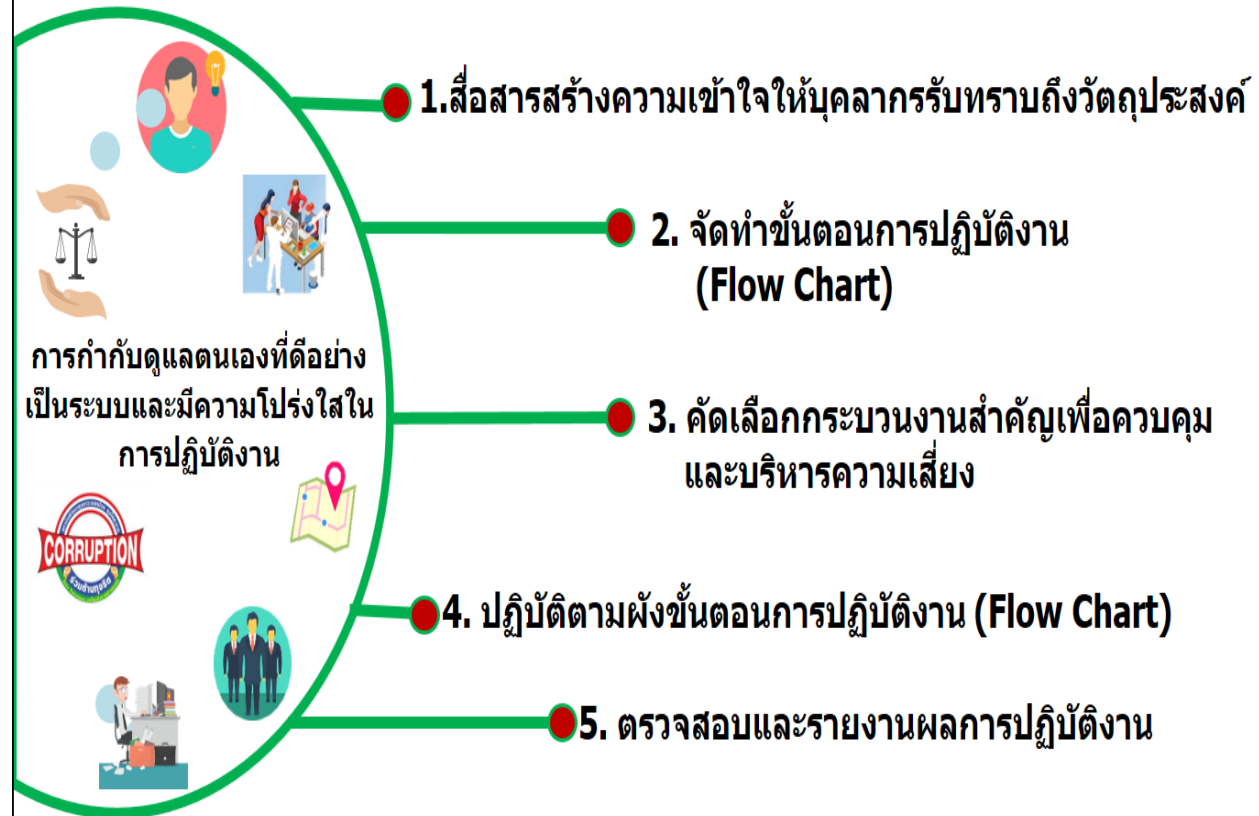 1.สื่อสารสร้างความเข้าใจให้บุคลากรรับทราบถึงวัตถุประสงค์
2. จัดทำขั้นตอนการปฏิบัติงาน
(Flow Chart)
การกำกับดูแลตนเองที่ดีอย่าง
เป็นระบบและมีความโปร่งใสใน
การปฏิบัติงาน
3. คัดเลือกกระบวนงานสำคัญเพื่อควบคุม
และบริหารความเสี่ยง
CORRUPTION
ร่วมต้านทุจริต
4. ปฏิบัติตามผังขั้นตอนการปฏิบัติงาน (Flow Chart)
5. ตรวจสอบและรายงานผลการปฏิบัติงาน